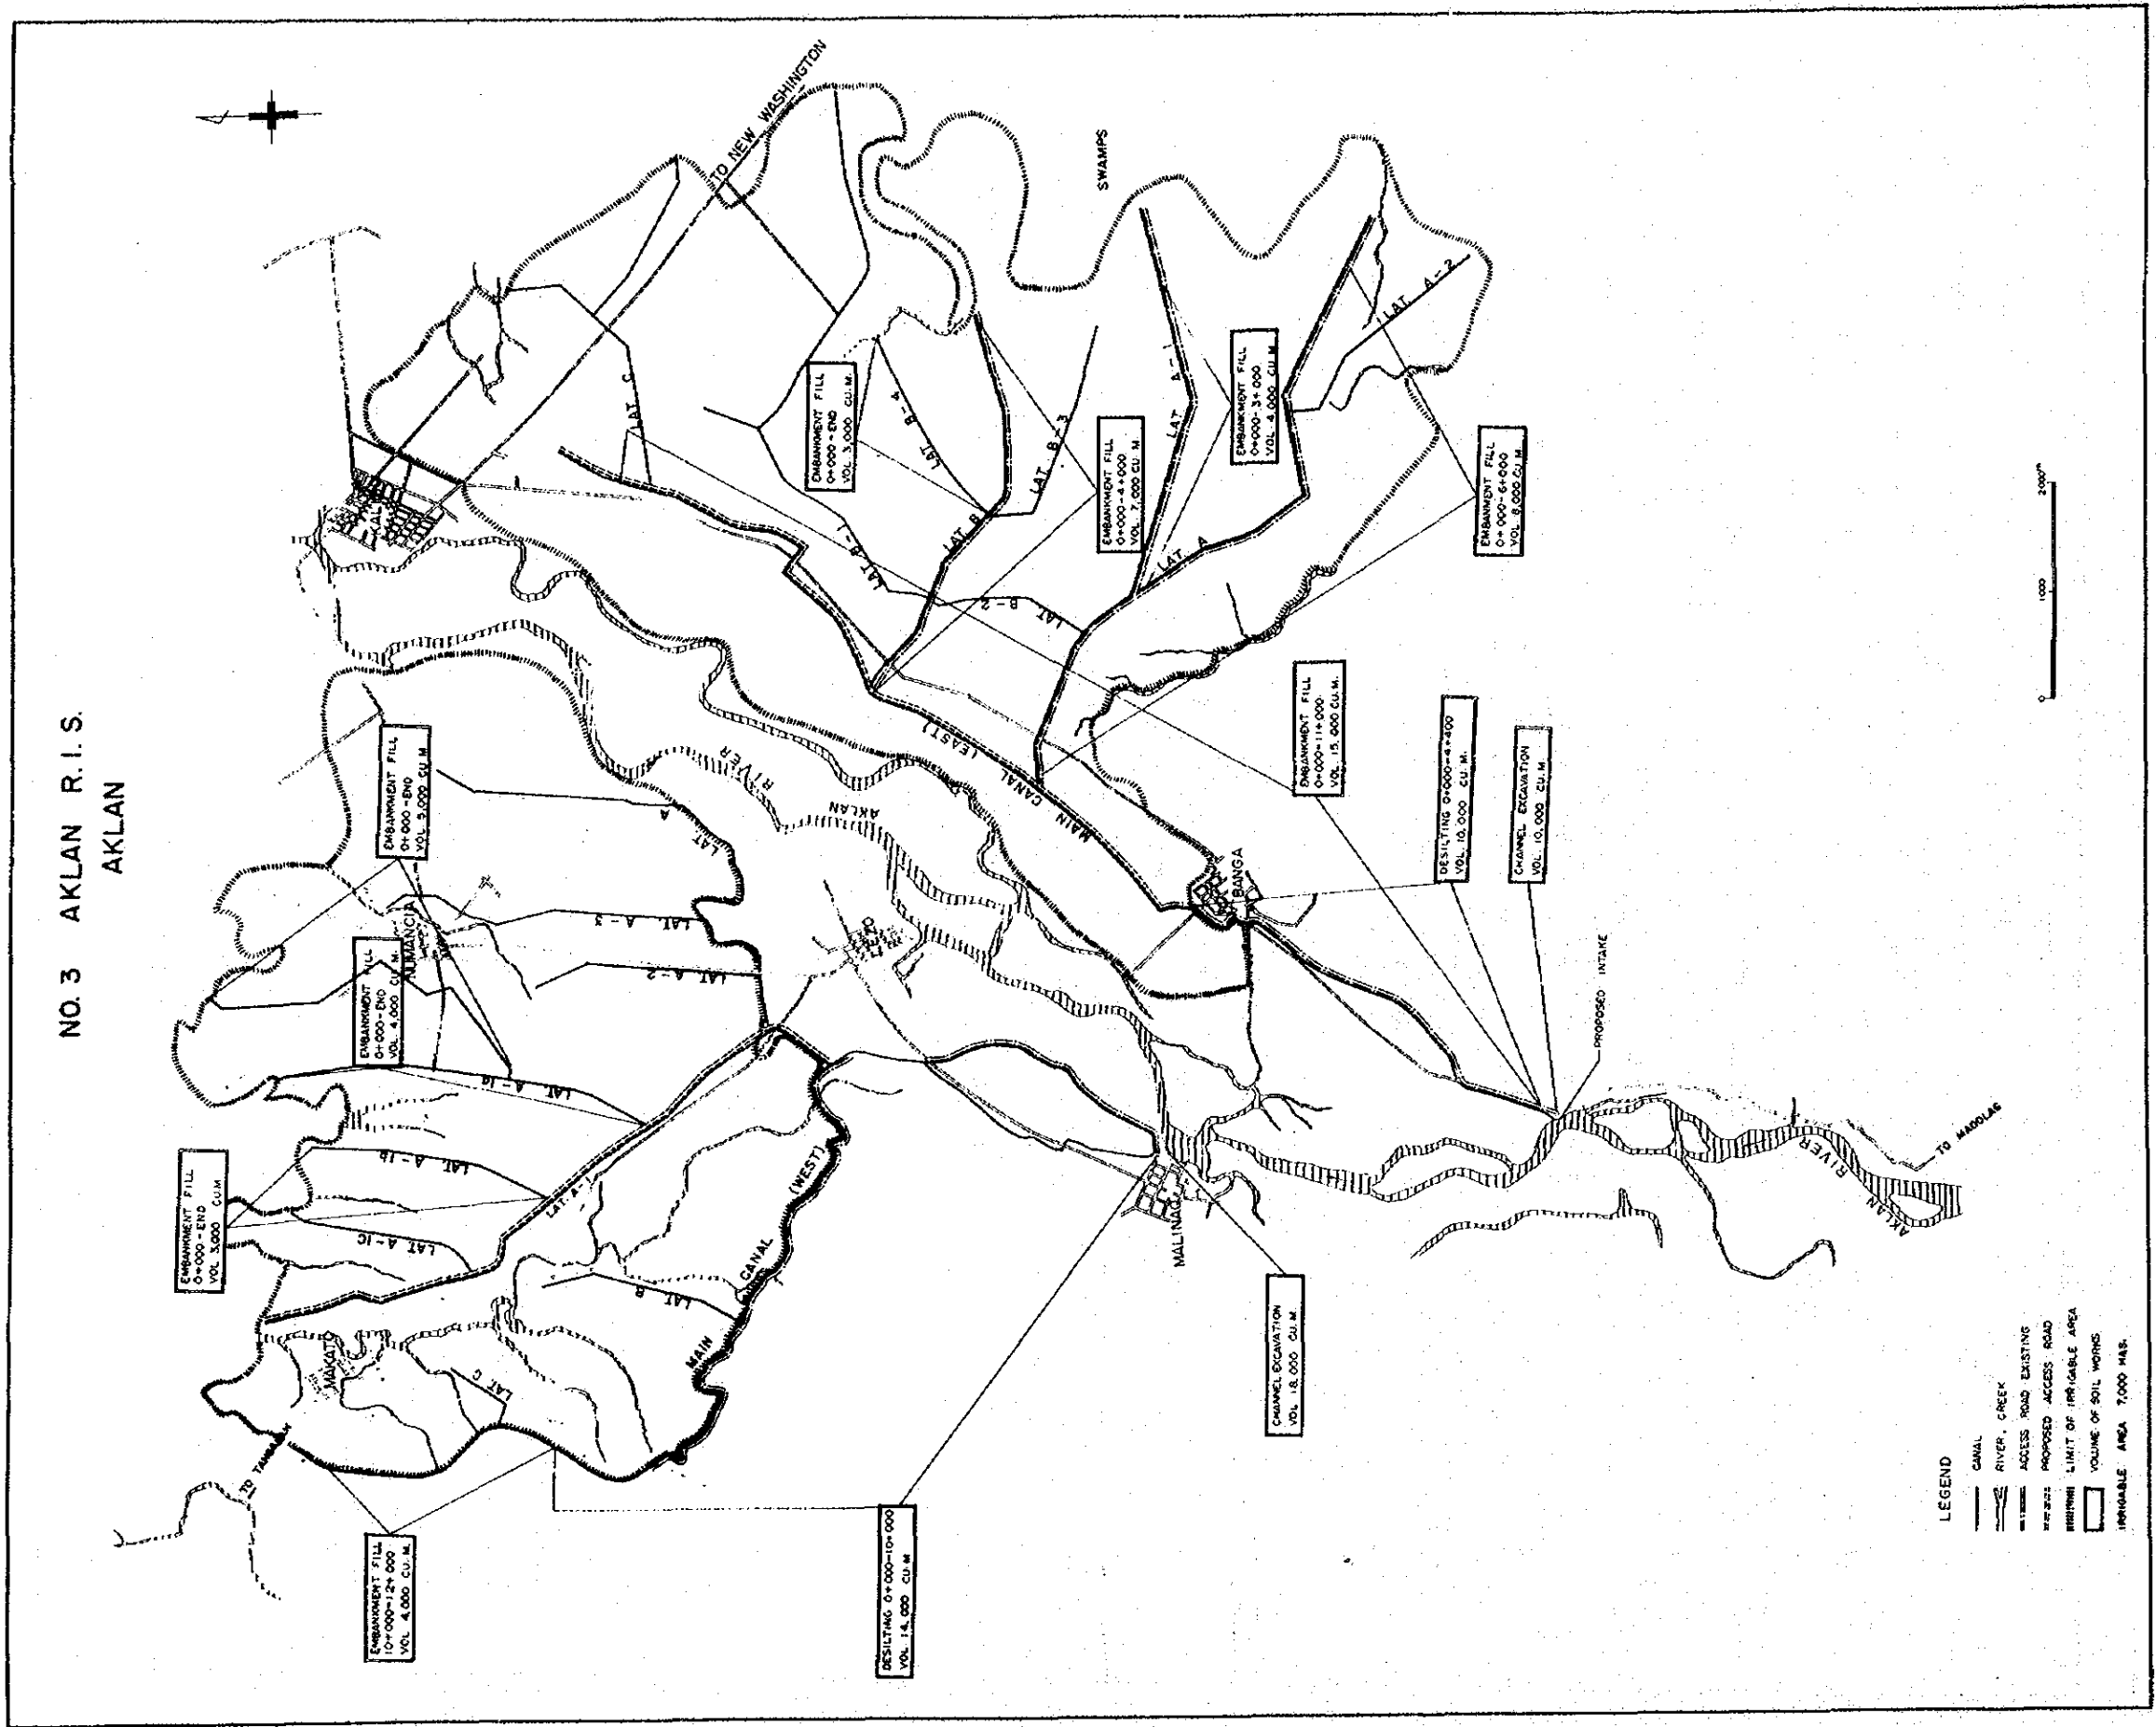 NO. 3 AKLAN R.I.S.
AKLAN
TO NEW WASHINGTON
SWAMPS
LAT C
EMBANKMENT FILL
0+000 - END
VOL. 3,000 CU. M.
LAT B-4
LAT B-3
LAT B-1
LAT B
LAT B-2
EMBANKMENT FILL
0+000-4+000
VOL. 7,000 CU. M
LAT A-1
EMBANKMENT FILL
0+000-3+000
VOL. 4,000 CU. M
LAT A
LAT A-2
EMBANKMENT FILL
0+000-6+000
VOL. 8,000 CU. M.
EMBANKMENT FILL
0+000-11+000
VOL. 15,000 CU. M.
MAIN CANAL (EAST)
AKLAN RIVER
BANGA
DESILTING 0+000-4+400
VOL. 10,000 CU. M.
CHANNEL EXCAVATION
VOL. 10,000 CU. M.
PROPOSED INTAKE
EMBANKMENT FILL
0+000 - END
VOL. 5,000 CU. M
LAT. A
LAT. A-3
LAT. A-2
NUMANCIA
EMBANKMENT FILL
0+000 - END
VOL. 4,000 CU. M.
LAT A-1a
LAT A-1b
LAT A-1c
LAT. A-1
EMBANKMENT FILL
0+000 - END
VOL 3,000 CU.M
MAKATO
LAT C
LAT. B
MAIN CANAL (WEST)
EMBANKMENT FILL
10+000-12+000
VOL 4,000 CU. M.
DESILTING 0+000-10+000
VOL. 14,000 CU. M
MALINAO
CHANNEL EXCAVATION
VOL 18,000 CU. M.
AKLAN RIVER
TO MADOLAG
0 1000 2000m
LEGEND
CANAL
RIVER, CREEK
ACCESS ROAD EXISTING
PROPOSED ACCESS ROAD
LIMIT OF IRRIGABLE AREA
VOLUME OF SOIL WORKS
IRRIGABLE AREA 7,000 HAS.